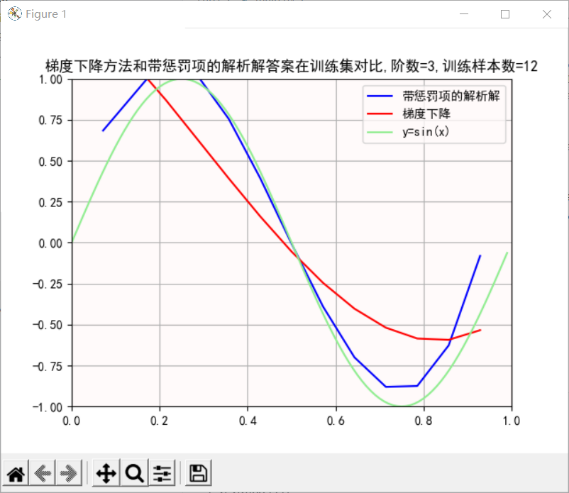 Figure 1
梯度下降方法和带惩罚项的解析解答案在训练集对比,阶数=3,训练样本数=12
1.00
0.75
0.50
0.25
0.00
−0.25
−0.50
−0.75
−1.00
带惩罚项的解析解
梯度下降
y=sin(x)
0.0 0.2 0.4 0.6 0.8 1.0